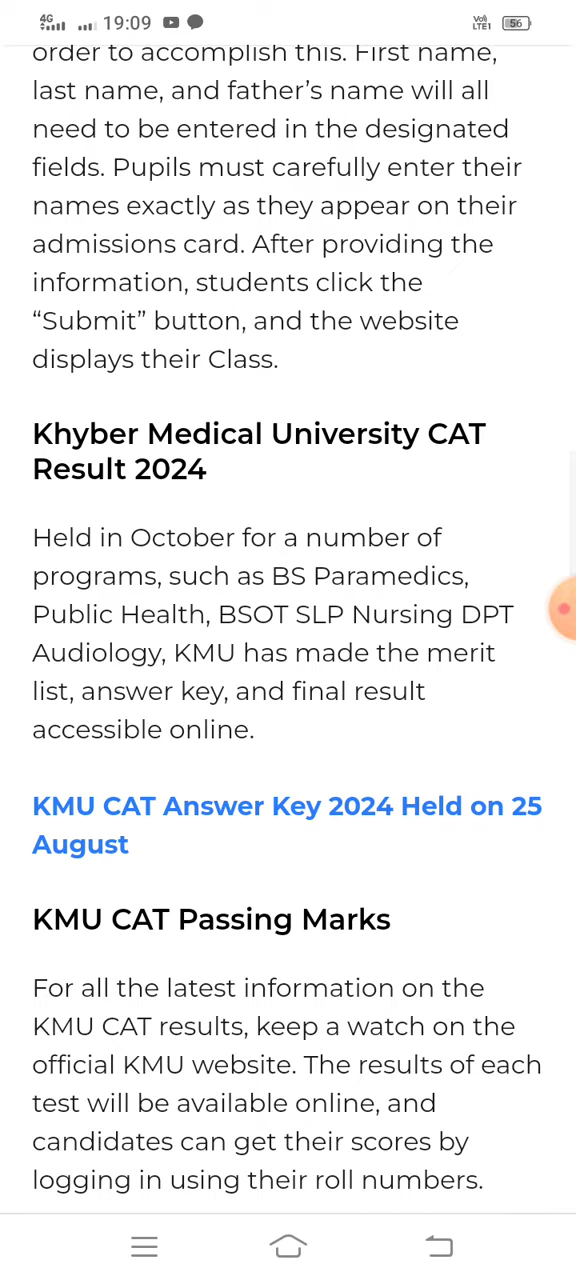 4G 19:09 Vo) LTE1 56
order to accomplish this. First name,
last name, and father’s name will all
need to be entered in the designated
fields. Pupils must carefully enter their
names exactly as they appear on their
admissions card. After providing the
information, students click the
“Submit” button, and the website
displays their Class.
Khyber Medical University CAT
Result 2024
Held in October for a number of
programs, such as BS Paramedics,
Public Health, BSOT SLP Nursing DPT
Audiology, KMU has made the merit
list, answer key, and final result
accessible online.
KMU CAT Answer Key 2024 Held on 25
August
KMU CAT Passing Marks
For all the latest information on the
KMU CAT results, keep a watch on the
official KMU website. The results of each
test will be available online, and
candidates can get their scores by
logging in using their roll numbers.